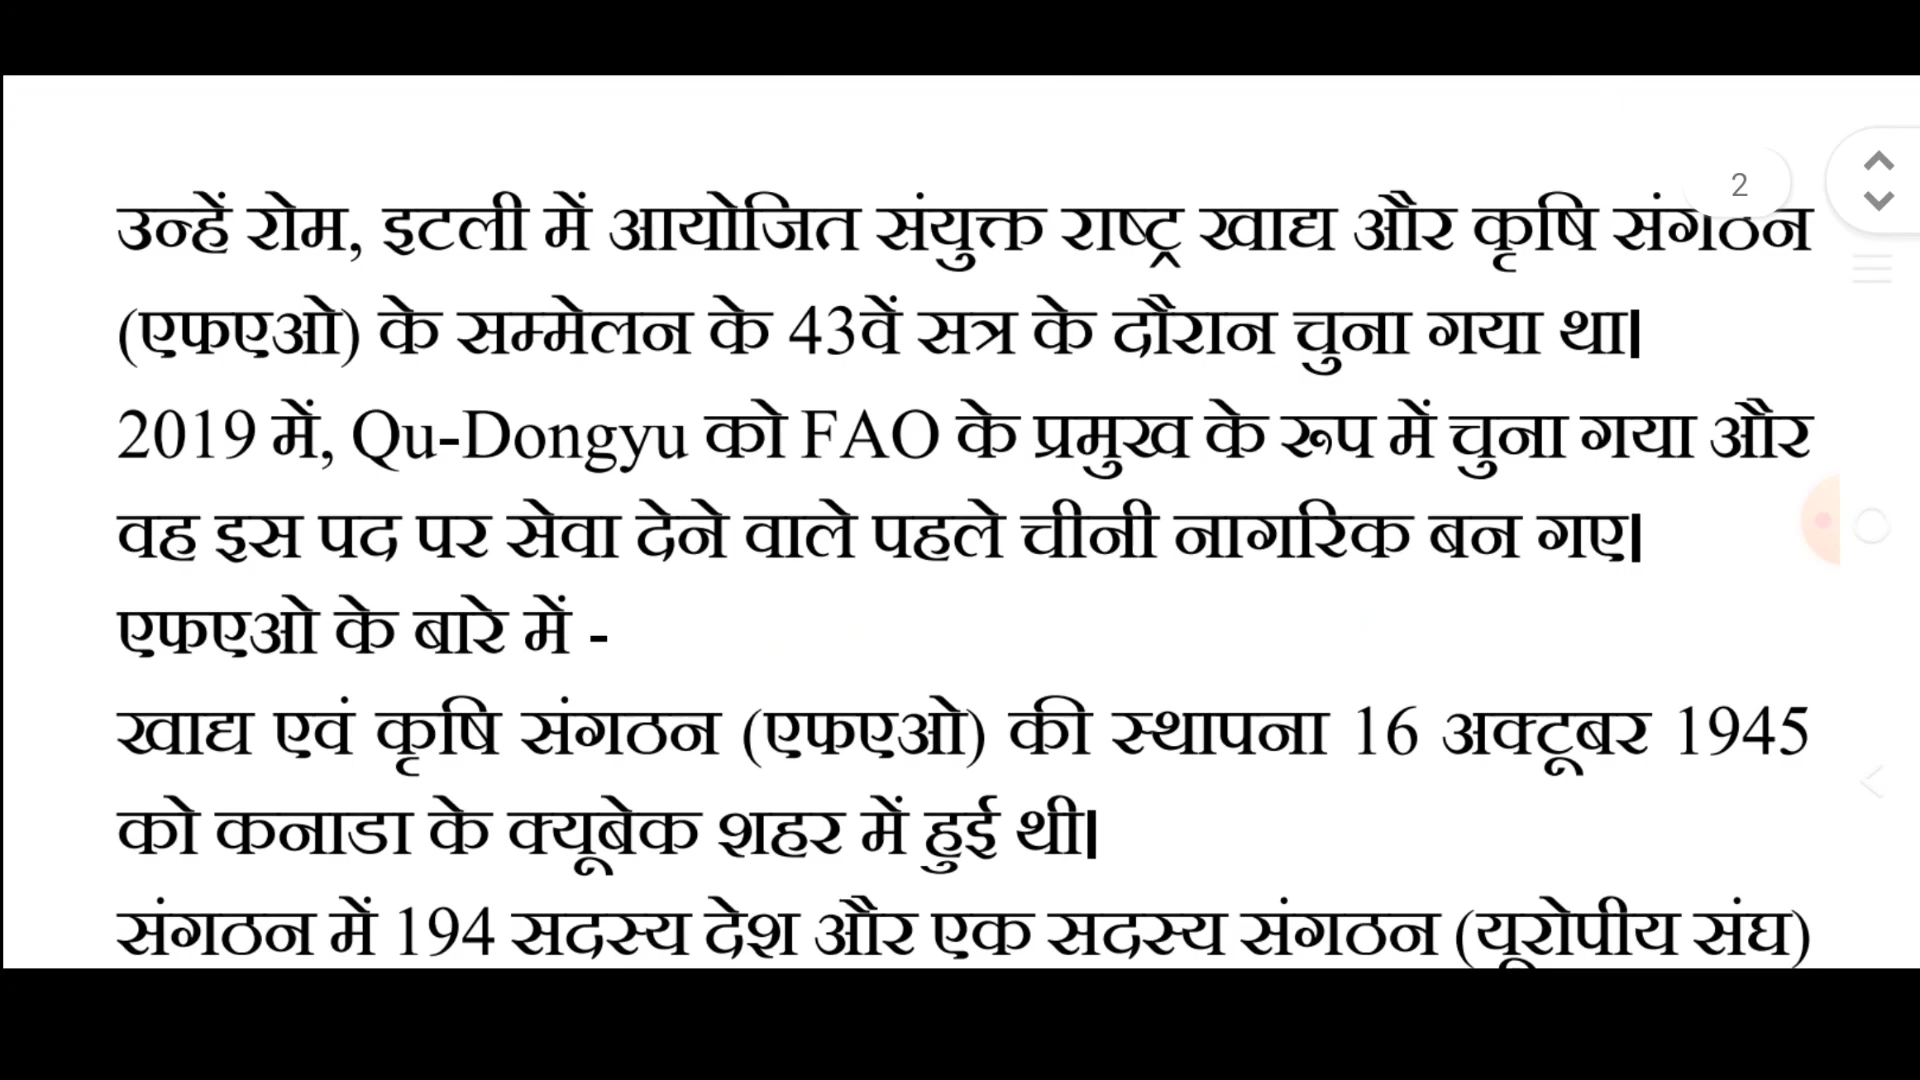 2
उन्हें रोम, इटली में आयोजित संयुक्त राष्ट्र खाद्य और कृषि संगठन
(एफएओ) के सम्मेलन के 43वें सत्र के दौरान चुना गया था।
2019 में, Qu-Dongyu को FAO के प्रमुख के रूप में चुना गया और
वह इस पद पर सेवा देने वाले पहले चीनी नागरिक बन गए।
एफएओ के बारे में -
खाद्य एवं कृषि संगठन (एफएओ) की स्थापना 16 अक्टूबर 1945
को कनाडा के क्यूबेक शहर में हुई थी।
संगठन में 194 सदस्य देश और एक सदस्य संगठन (यूरोपीय संघ)